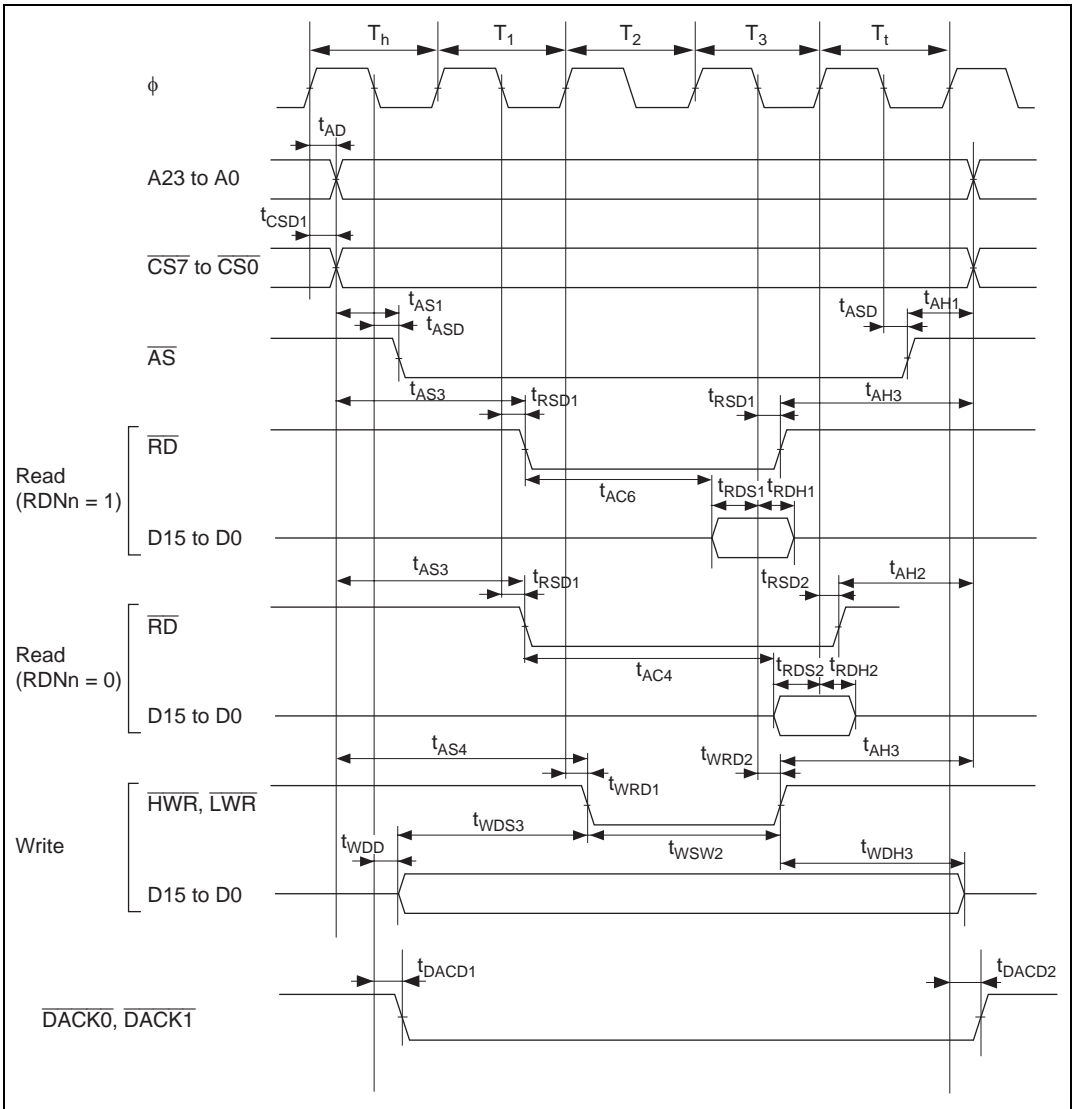 Th T1 T2 T3 Tt
ϕ
tAD
A23 to A0
tCSD1
CS7 to CS0
tAS1 tASD tASD tAH1
AS
tAS3 tRSD1 tRSD1 tAH3
RD
Read
(RDNn = 1)
tAC6 tRDS1 tRDH1
D15 to D0
tAS3 tRSD1 tRSD2 tAH2
RD
Read
(RDNn = 0)
tAC4 tRDS2 tRDH2
D15 to D0
tAS4 tWRD1 tWRD2 tAH3
HWR, LWR
Write
tWDD tWDS3 tWSW2 tWDH3
D15 to D0
tDACD1 tDACD2
DACK0, DACK1